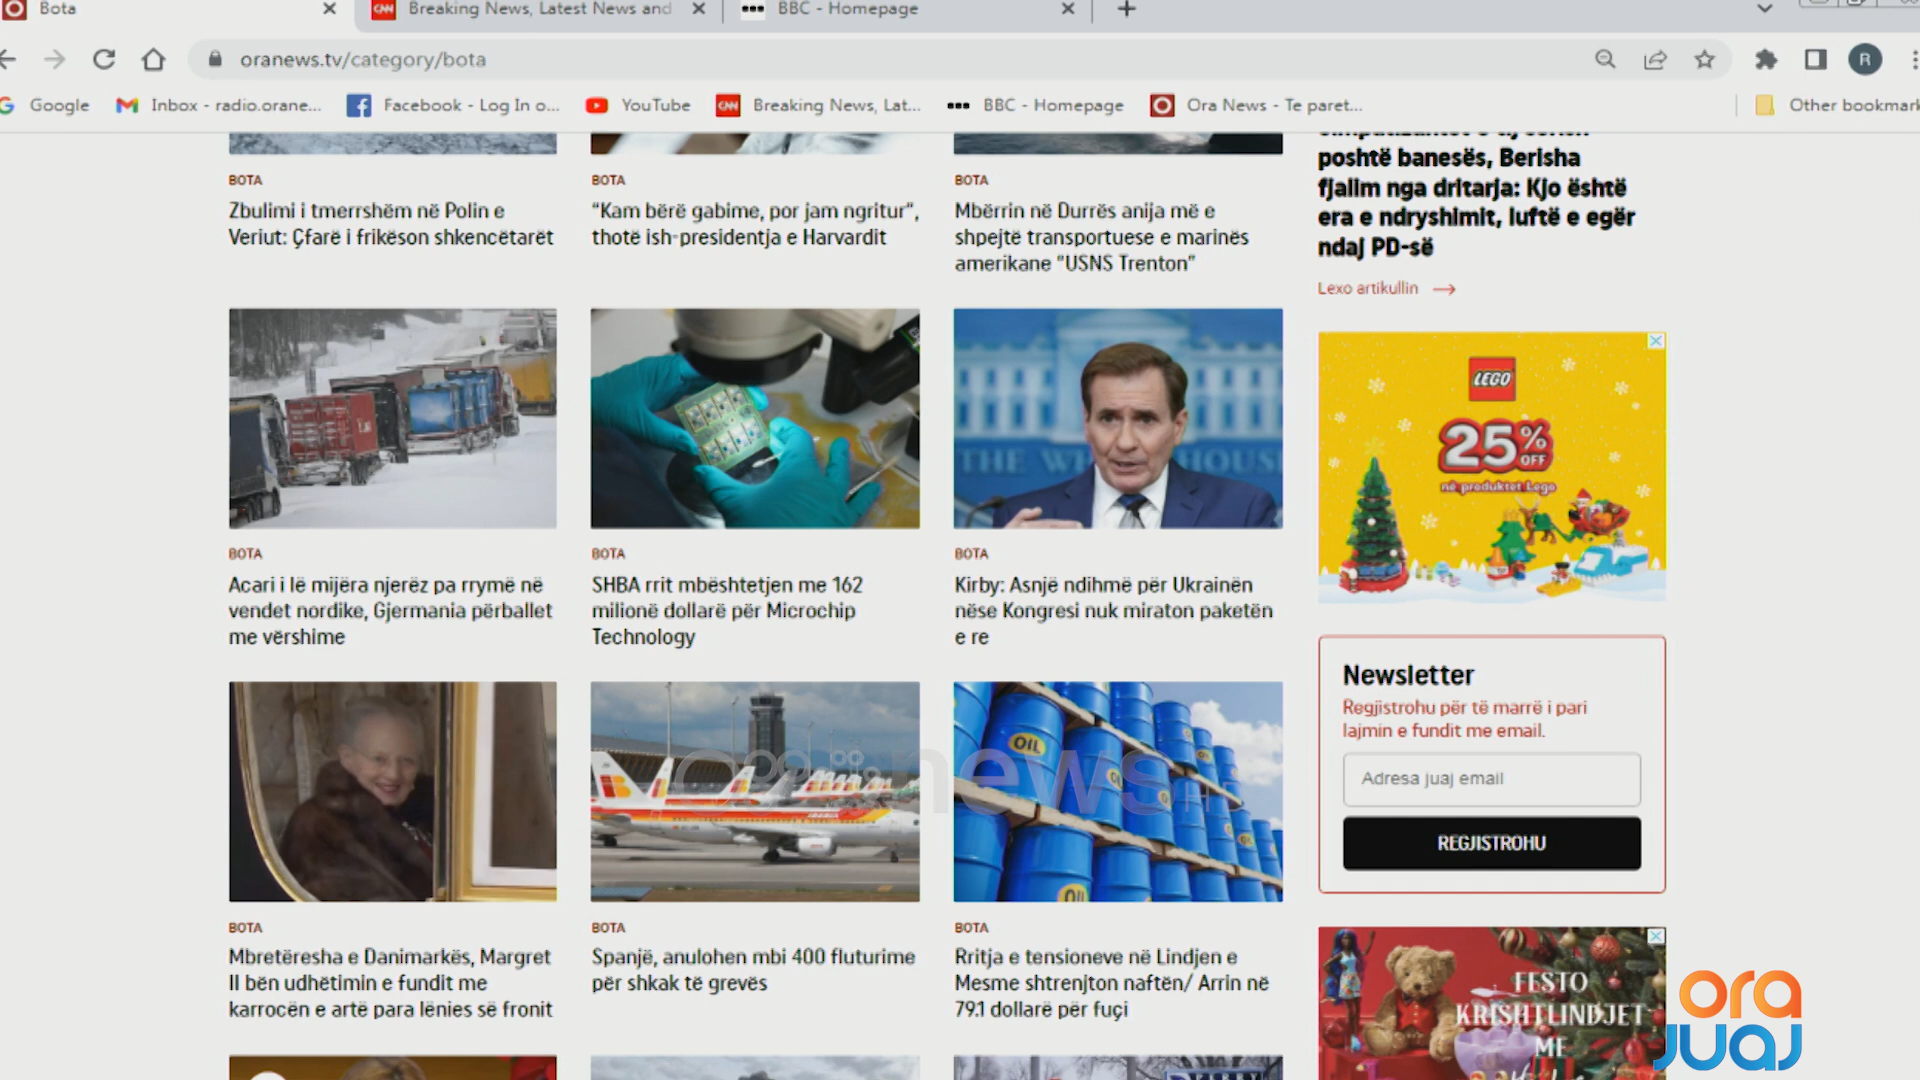 Bota
Breaking News, Latest News and
BBC - Homepage
oranews.tv/category/bota
R
Google
Inbox - radio.orane...
Facebook - Log In o...
YouTube
CNN
Breaking News, Lat...
BBC - Homepage
Ora News - Te paret...
Other bookmark
BOTA
Zbulimi i tmerrshëm në Polin e
Veriut: Çfarë i frikëson shkencëtarët
BOTA
“Kam bërë gabime, por jam ngritur“,
thotë ish-presidentja e Harvardit
BOTA
Mbërrin në Durrës anija më e
shpejtë transportuese e marinës
amerikane "USNS Trenton”
poshtë banesës, Berisha
fjalim nga dritarja: Kjo është
era e ndryshimit, luftë e egër
ndaj PD-së
Lexo artikullin
THE WHITE HOUSE
BOTA
Acari i lë mijëra njerëz pa rrymë në
vendet nordike, Gjermania përballet
me vërshime
BOTA
SHBA rrit mbështetjen me 162
milionë dollarë për Microchip
Technology
BOTA
Kirby: Asnjë ndihmë për Ukrainën
nëse Kongresi nuk miraton paketën
e re
LEGO
25%
OFF
në produktet Lego
Newsletter
Regjistrohu për të marrë i pari
lajmin e fundit me email.
Adresa juaj email
REGJISTROHU
OIL
news
BOTA
Mbretëresha e Danimarkës, Margret
II bën udhëtimin e fundit me
karrocën e artë para lënies së fronit
BOTA
Spanjë, anulohen mbi 400 fluturime
për shkak të grevës
BOTA
Rritja e tensioneve në Lindjen e
Mesme shtrenjton naftën/ Arrin në
79.1 dollarë për fuçi
FESTO
KRISHTLINDJET
ME
ora
juaj